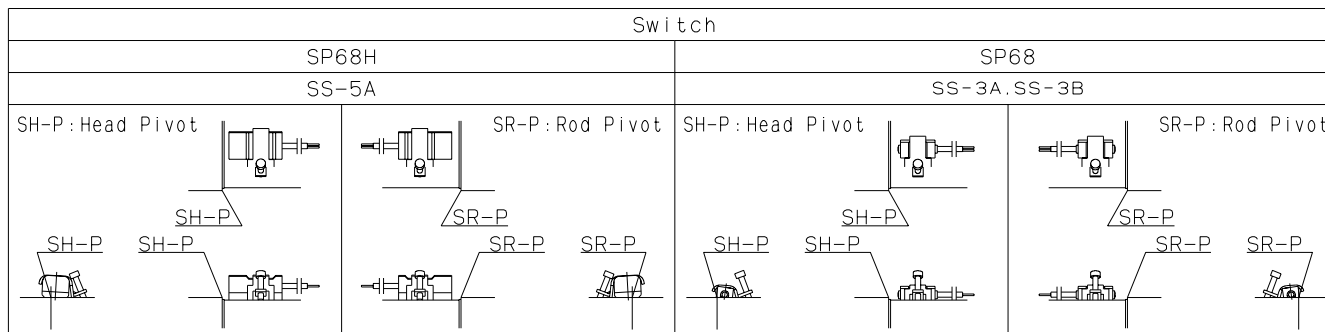 Switch
SP68H SP68
SS-5A SS-3A.SS-3B
SH-P:Head Pivot SR-P:Rod Pivot SH-P:Head Pivot SR-P:Rod Pivot
SH-P SR-P SH-P SR-P
SH-P SH-P SR-P SR-P SH-P SH-P SR-P SR-P